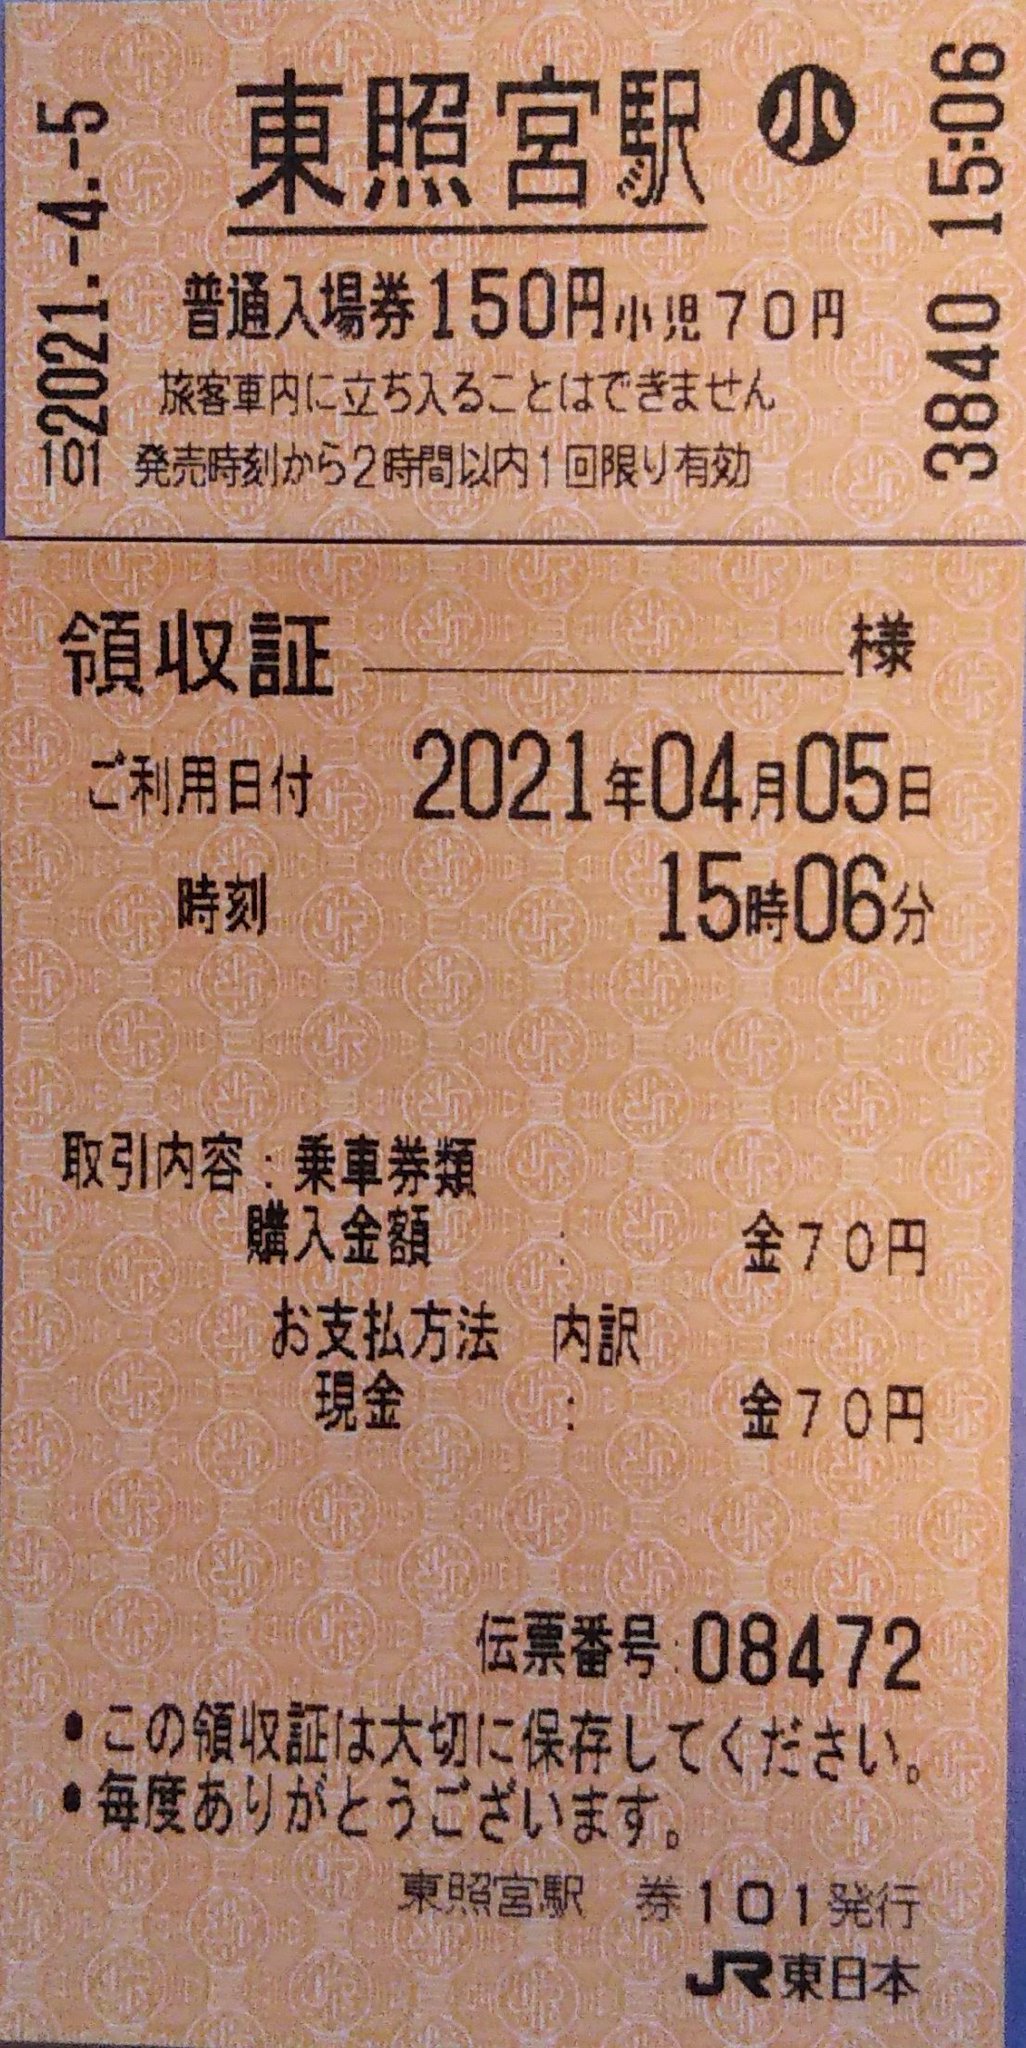 東照宮駅 小
普通入場券150円小児70円
旅客車内に立ち入ることはできません
発売時刻から2時間以内1回限り有効
2021.-4.-5
101
3840 15:06
領収証 様
ご利用日付 2021年04月05日
時刻 15時06分
取引内容:乗車券類
購入金額 : 金70円
お支払方法 内訳
現金 : 金70円
伝票番号:08472
•この領収証は大切に保存してください。
•毎度ありがとうございます。
東照宮駅 券101発行
JR東日本